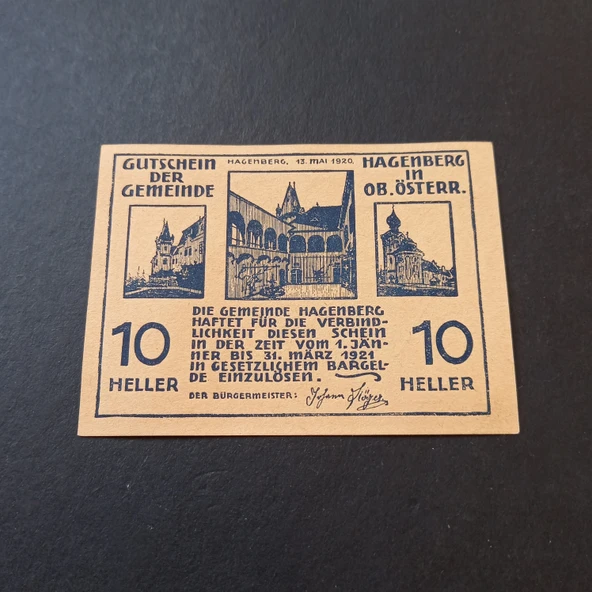 GUTSCHEIN
DER
GEMEINDE
HAGENBERG, 13. MAI 1920.
HAGENBERG
IN
OB. ÖSTERR.
DIE GEMEINDE HAGENBERG
HAFTET FÜR DIE VERBIND-
LICHKEIT DIESEN SCHEIN
IN DER ZEIT VOM 1. JÄN-
NER BIS 31. MÄRZ 1921
IN GESETZLICHEM BARGEL-
DE EINZULÖSEN.
10
HELLER
10
HELLER
DER BÜRGERMEISTER: Johann